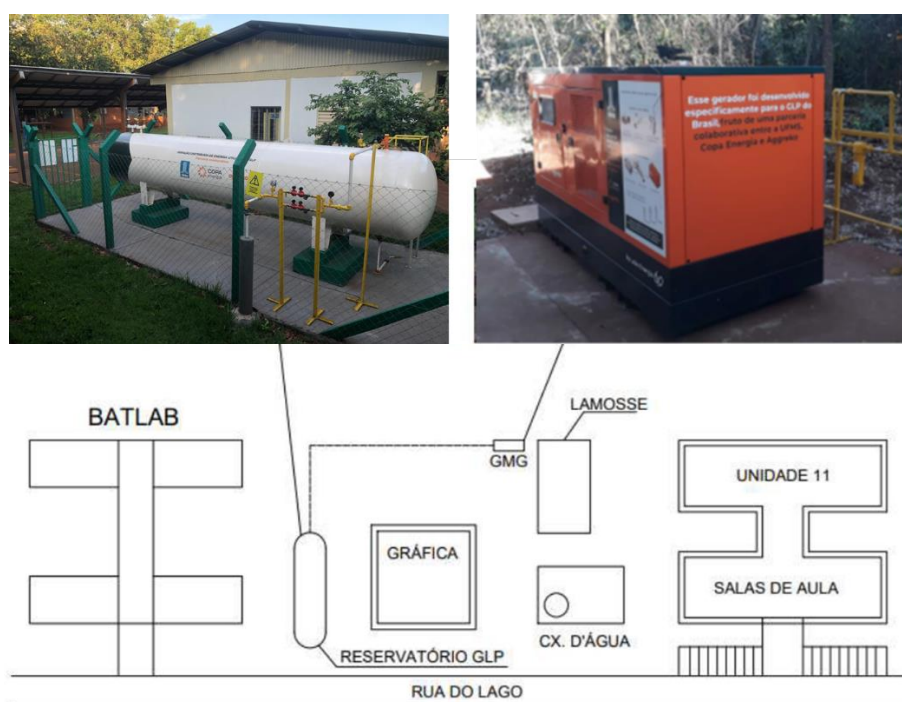 COPA
Esse gerador foi desenvolvido
especificamente para o GLP do
Brasil, fruto de uma parceria
colaborativa entre a UFMS,
Copa Energia e Aggreko
BATLAB
LAMOSSE
GMG
UNIDADE 11
GRÁFICA
SALAS DE AULA
CX. D'ÁGUA
RESERVATÓRIO GLP
RUA DO LAGO